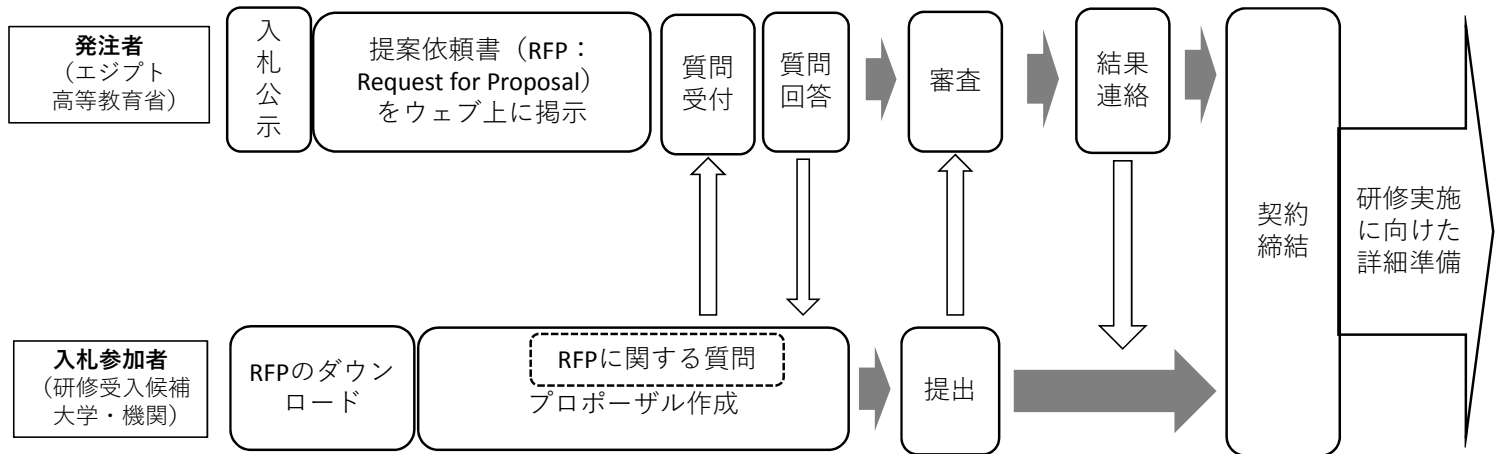 発注者
（エジプト
高等教育省）
入
札
公
示
提案依頼書（RFP：
Request for Proposal）
をウェブ上に掲示
質問
受付
質問
回答
審査
結果
連絡
契約
締結
研修実施
に向けた
詳細準備
入札参加者
（研修受入候補
大学・機関）
RFPのダウン
ロード
RFPに関する質問
プロポーザル作成
提出